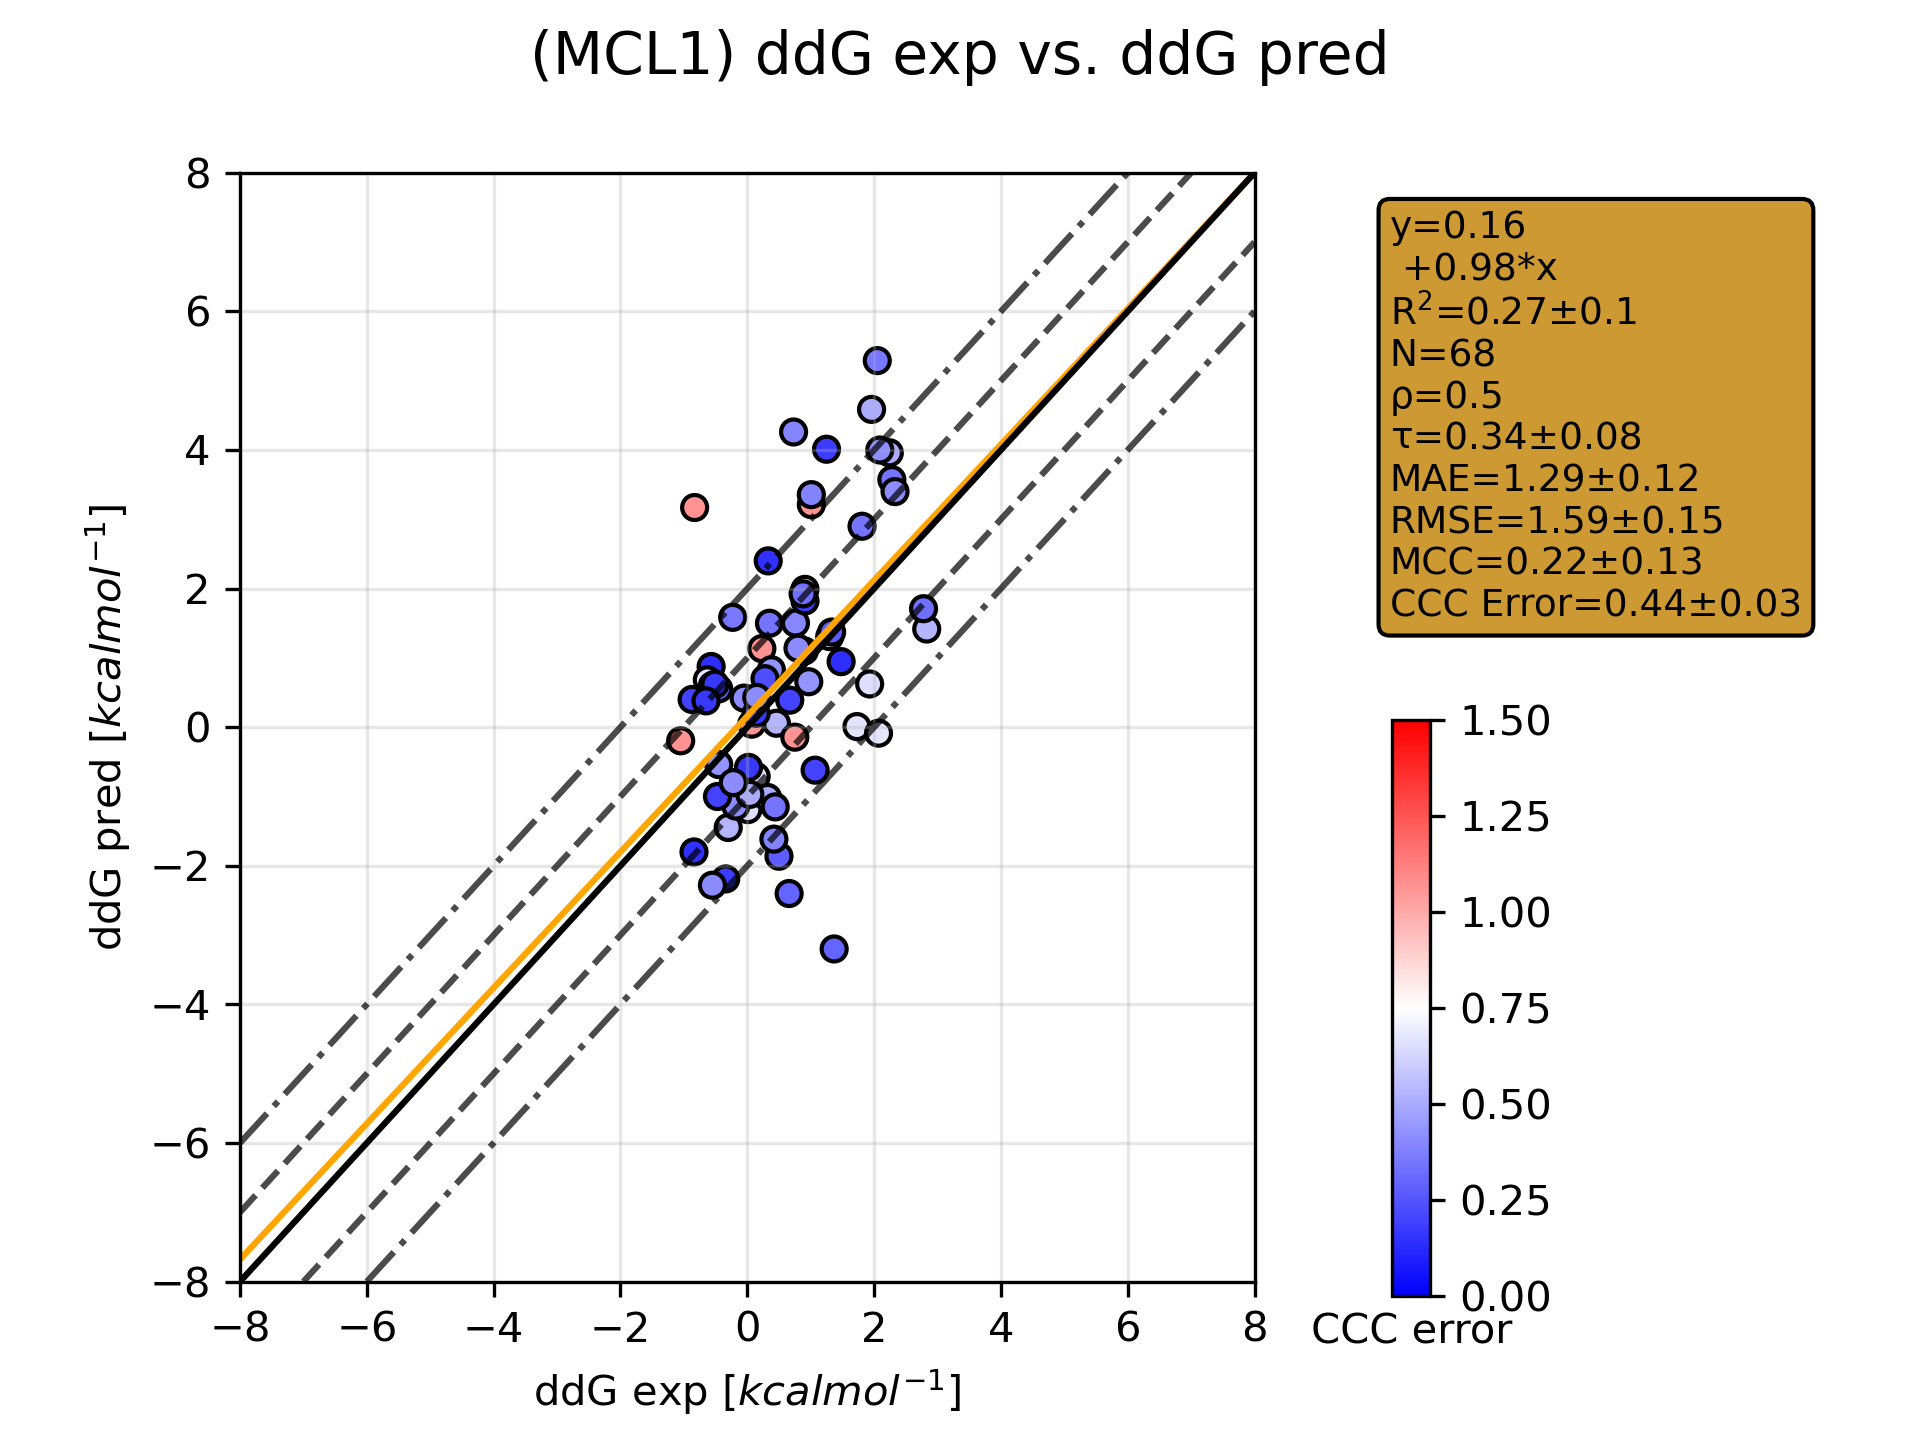 (MCL1) ddG exp vs. ddG pred
8
6
4
2
0
−2
−4
−6
−8
ddG pred [kcalmol⁻¹]
−8 −6 −4 −2 0 2 4 6 8
ddG exp [kcalmol⁻¹]
y=0.16
+0.98*x
R²=0.27±0.1
N=68
ρ=0.5
τ=0.34±0.08
MAE=1.29±0.12
RMSE=1.59±0.15
MCC=0.22±0.13
CCC Error=0.44±0.03
1.50
1.25
1.00
0.75
0.50
0.25
0.00
CCC error